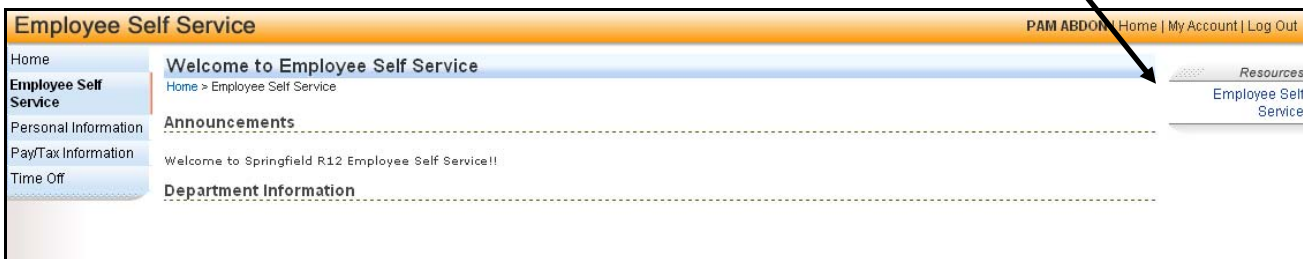 Employee Self Service
PAM ABDON | Home | My Account | Log Out
Home
Employee Self
Service
Personal Information
Pay/Tax Information
Time Off
Welcome to Employee Self Service
Home > Employee Self Service
Announcements
Welcome to Springfield R12 Employee Self Service!!
Department Information
Resources
Employee Self
Service